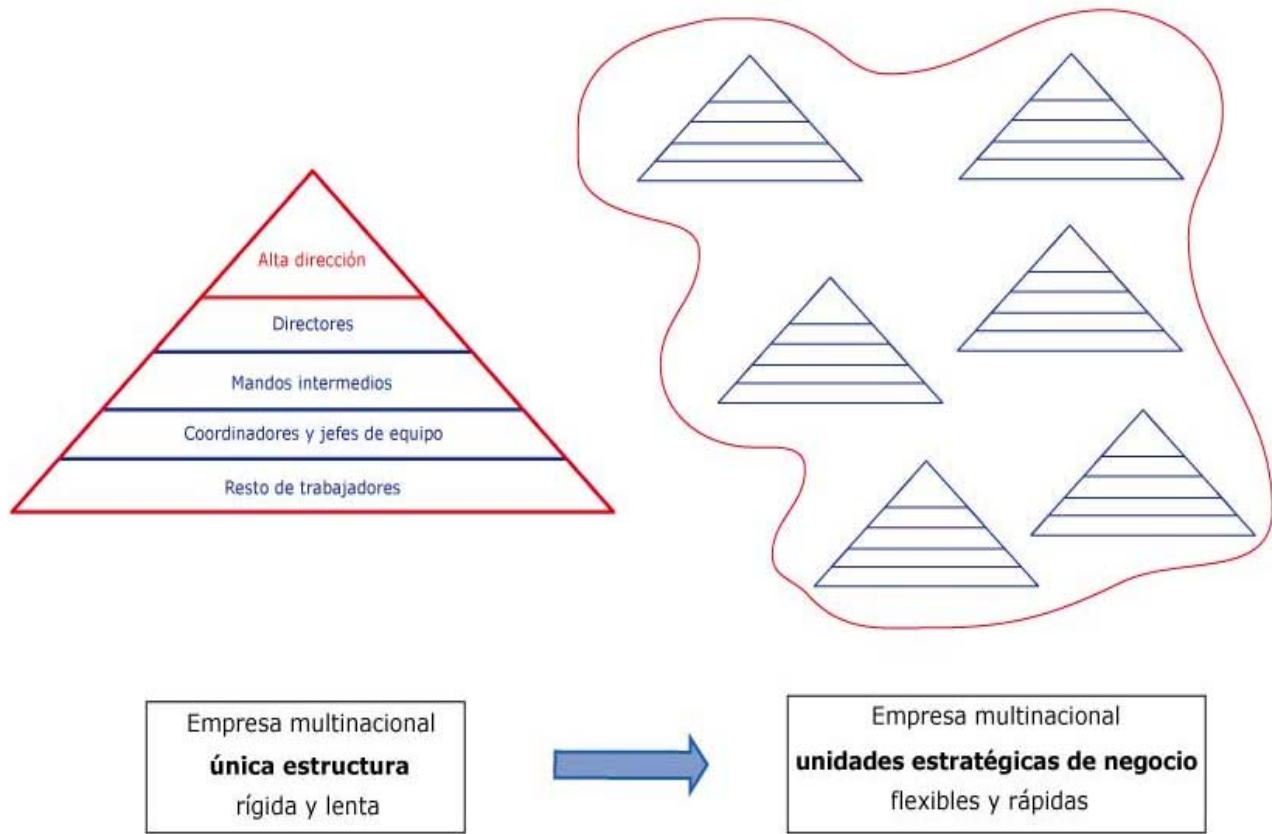 Alta dirección
Directores
Mandos intermedios
Coordinadores y jefes de equipo
Resto de trabajadores
Empresa multinacional
única estructura
rígida y lenta
Empresa multinacional
unidades estratégicas de negocio
flexibles y rápidas